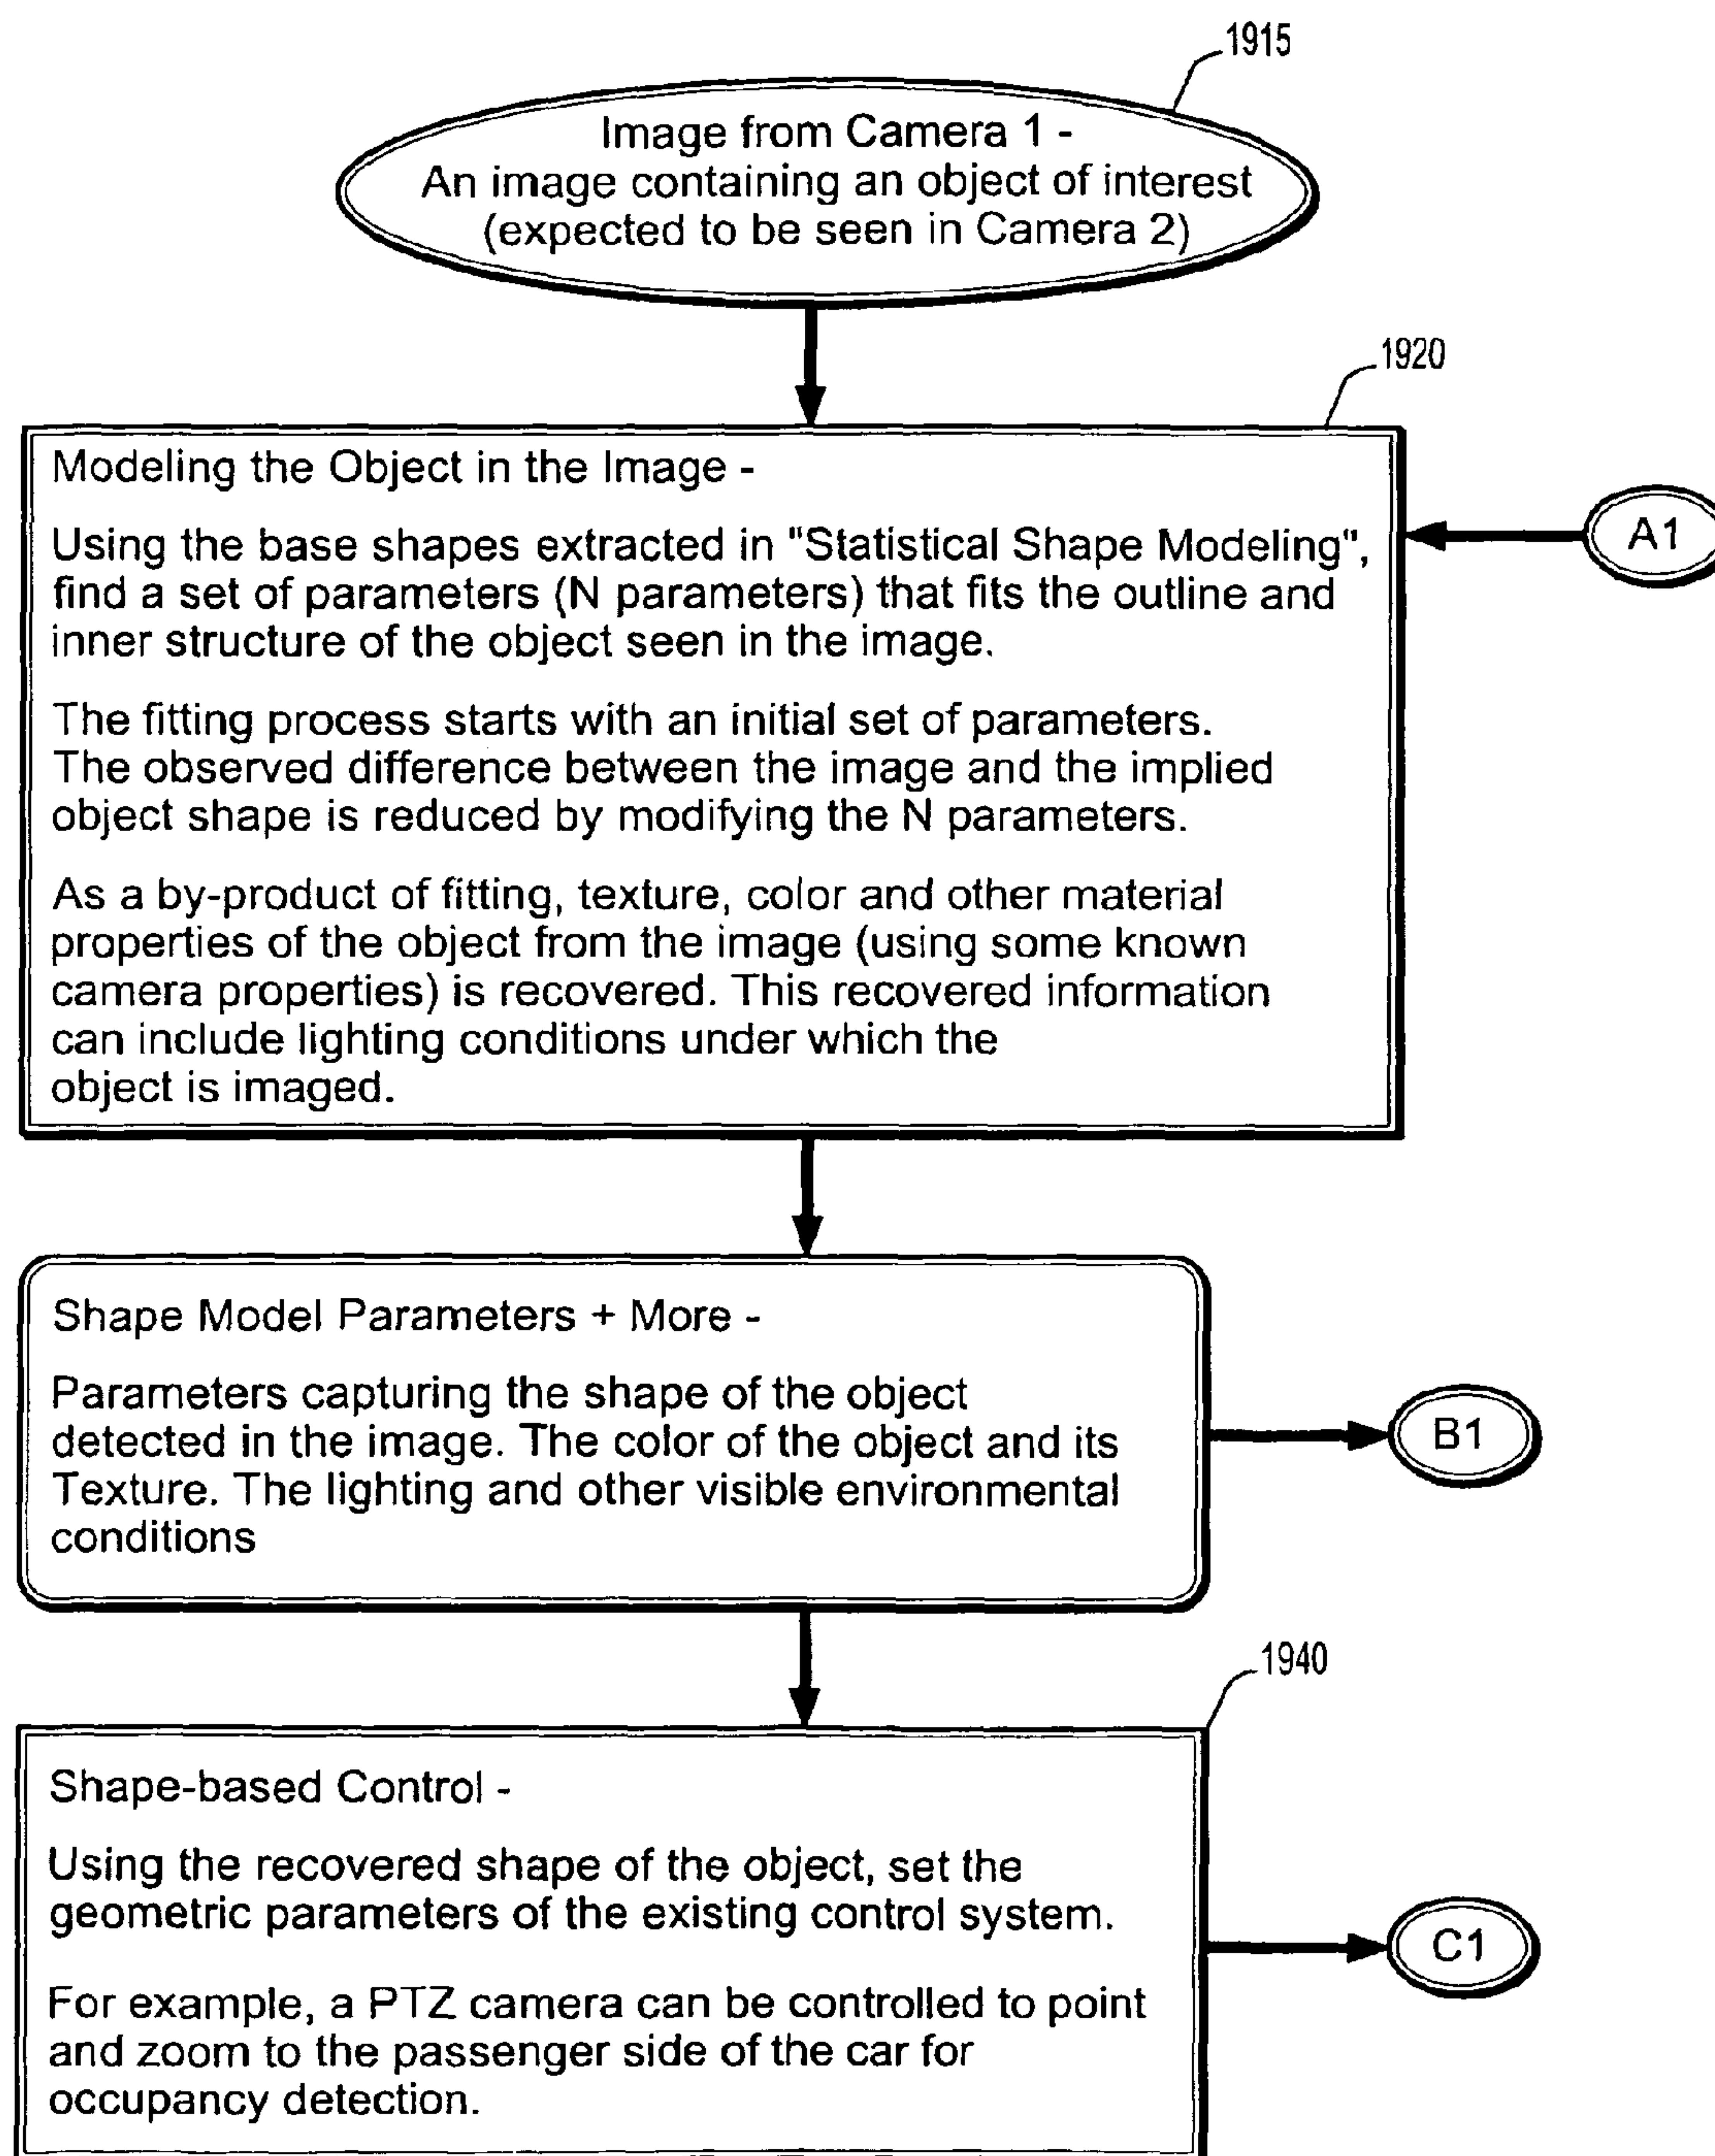 1915
Image from Camera 1 -
An image containing an object of interest
(expected to be seen in Camera 2)
1920
Modeling the Object in the Image -
A1
Using the base shapes extracted in "Statistical Shape Modeling",
find a set of parameters (N parameters) that fits the outline and
inner structure of the object seen in the image.
The fitting process starts with an initial set of parameters.
The observed difference between the image and the implied
object shape is reduced by modifying the N parameters.
As a by-product of fitting, texture, color and other material
properties of the object from the image (using some known
camera properties) is recovered. This recovered information
can include lighting conditions under which the
object is imaged.
Shape Model Parameters + More -
Parameters capturing the shape of the object
detected in the image. The color of the object and its
Texture. The lighting and other visible environmental
conditions
B1
1940
Shape-based Control -
Using the recovered shape of the object, set the
geometric parameters of the existing control system.
C1
For example, a PTZ camera can be controlled to point
and zoom to the passenger side of the car for
occupancy detection.